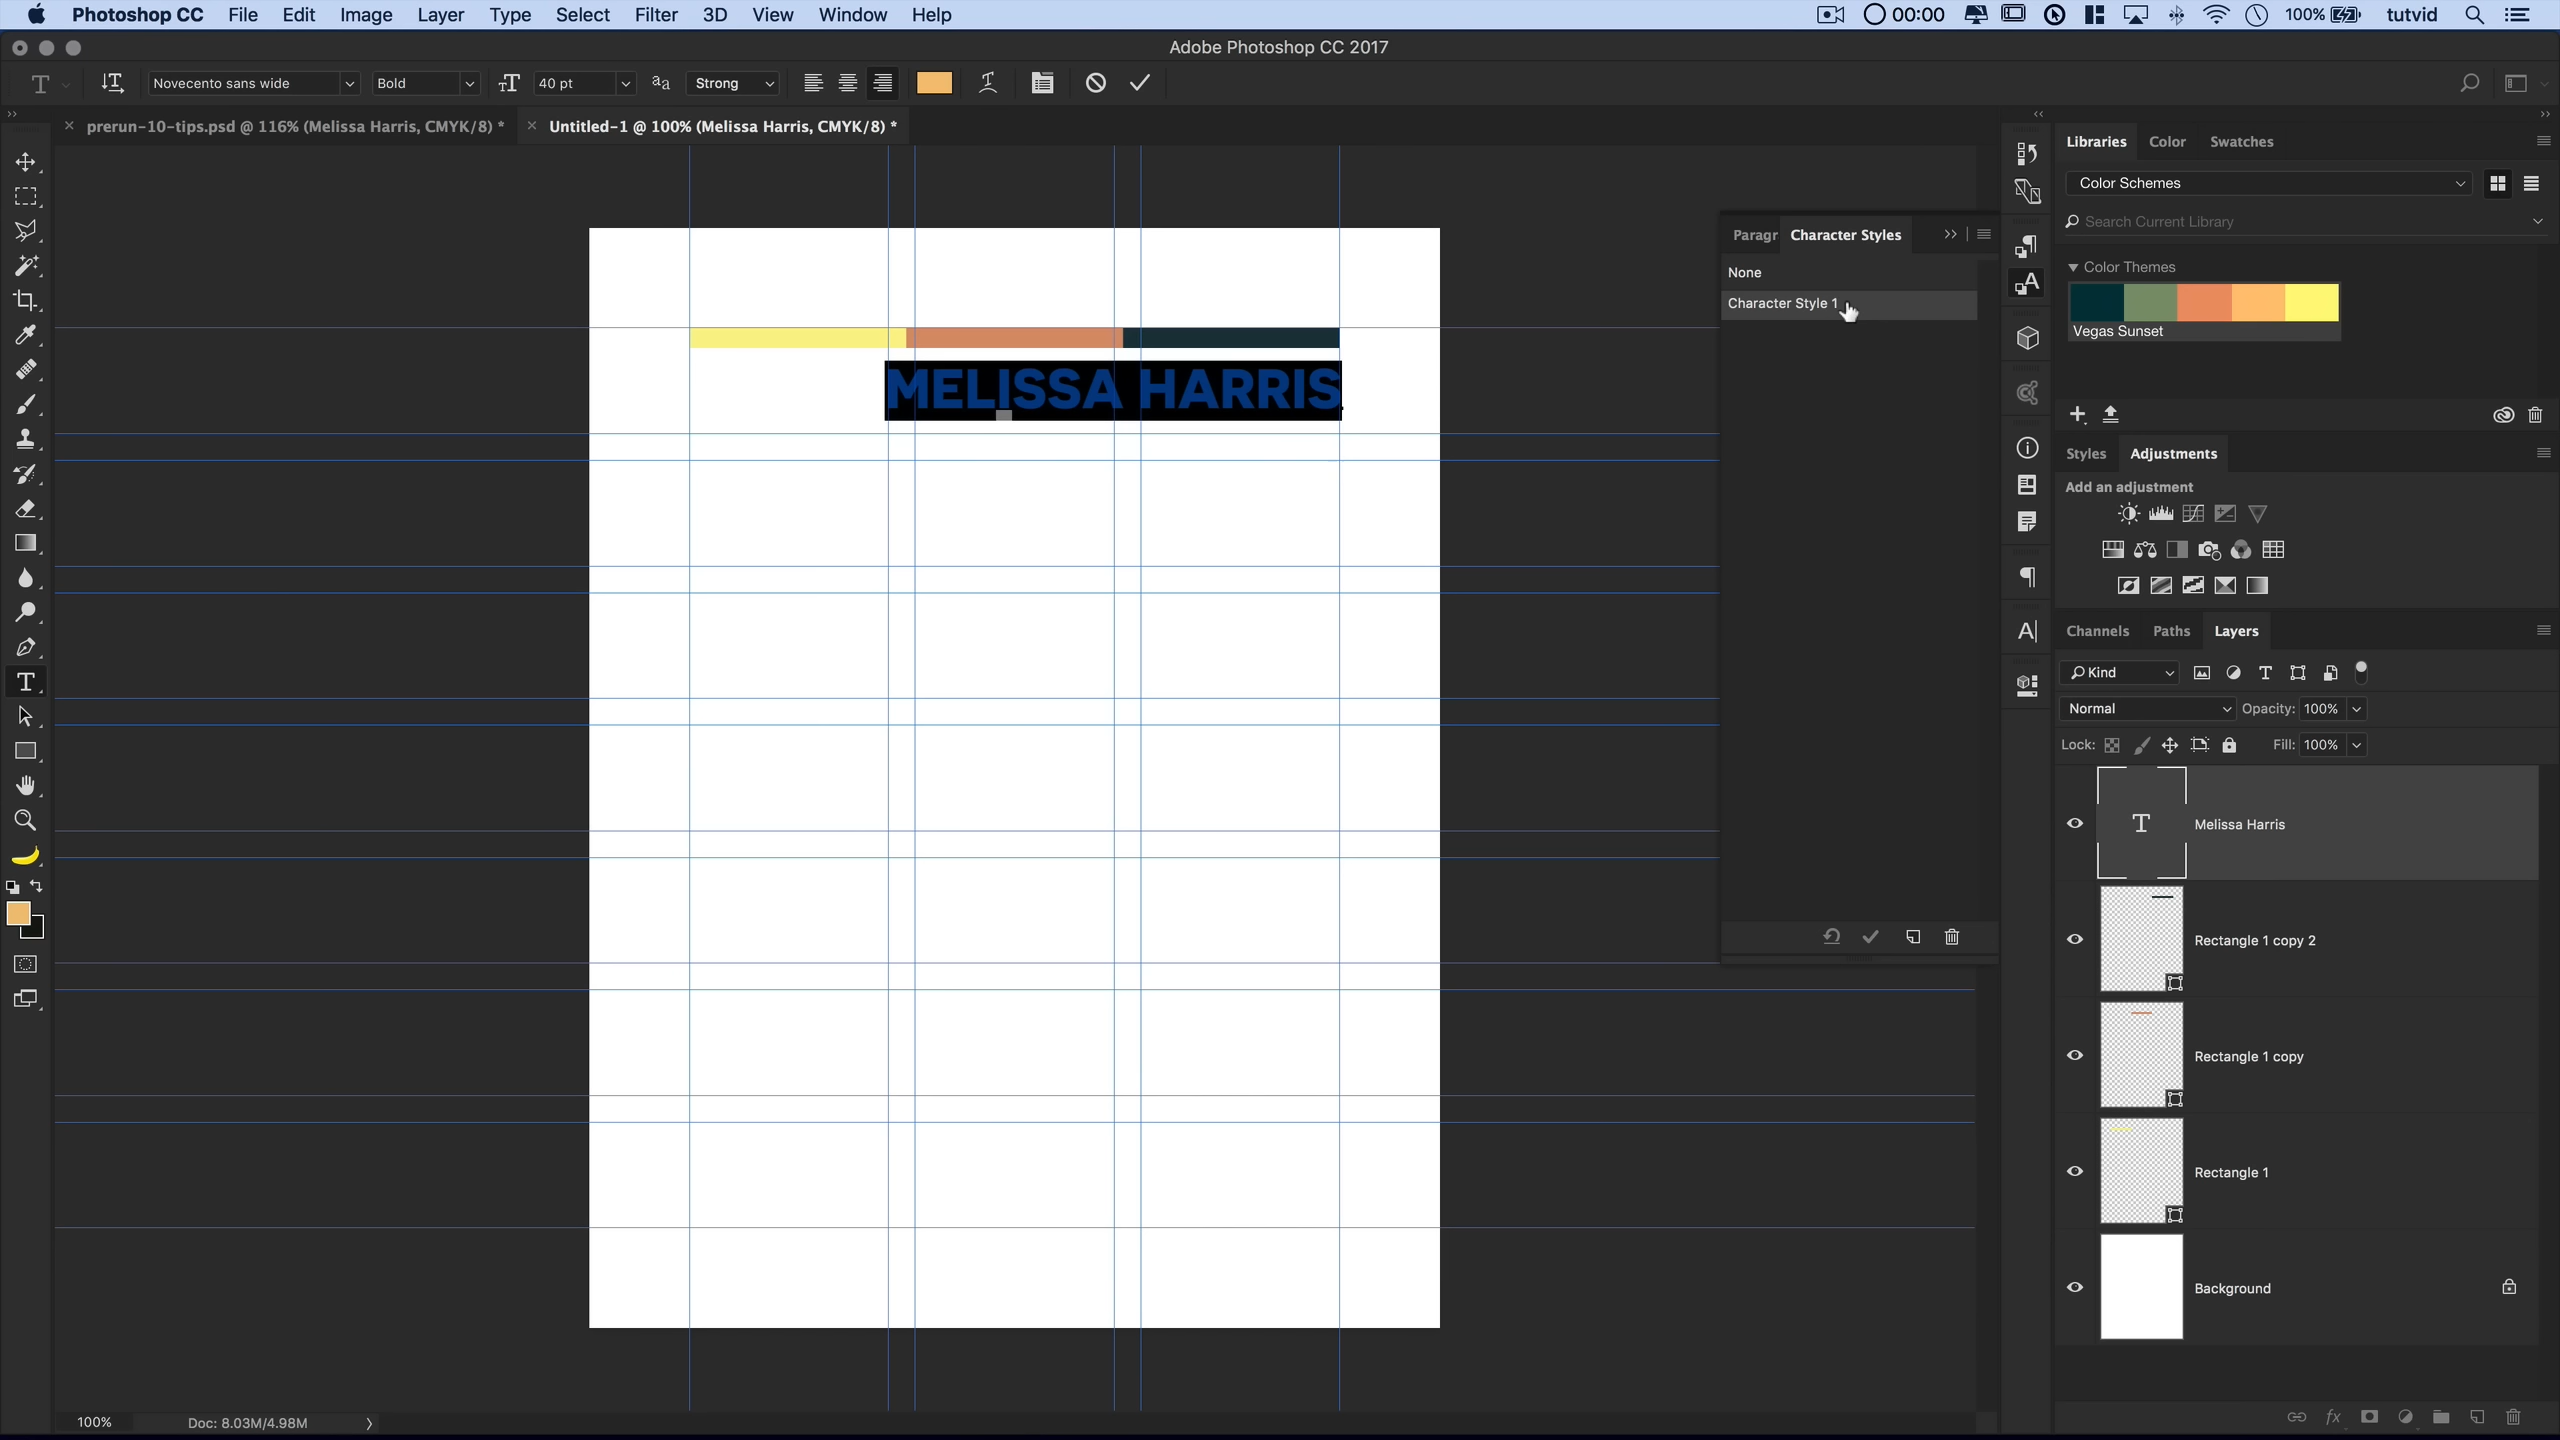 Photoshop CC File Edit Image Layer Type Select Filter 3D View Window Help 00:00 100% tutvid
Adobe Photoshop CC 2017
T Novecento sans wide Bold 40 pt Strong
prerun-10-tips.psd @ 116% (Melissa Harris, CMYK/8) * Untitled-1 @ 100% (Melissa Harris, CMYK/8) *
Libraries Color Swatches
Color Schemes
Search Current Library
Paragr Character Styles
None
Character Style 1
Color Themes
Vegas Sunset
MELISSA HARRIS
Styles Adjustments
Add an adjustment
Channels Paths Layers
Kind
Normal Opacity: 100%
Lock: Fill: 100%
Melissa Harris
Rectangle 1 copy 2
Rectangle 1 copy
Rectangle 1
Background
100% Doc: 8.03M/4.98M